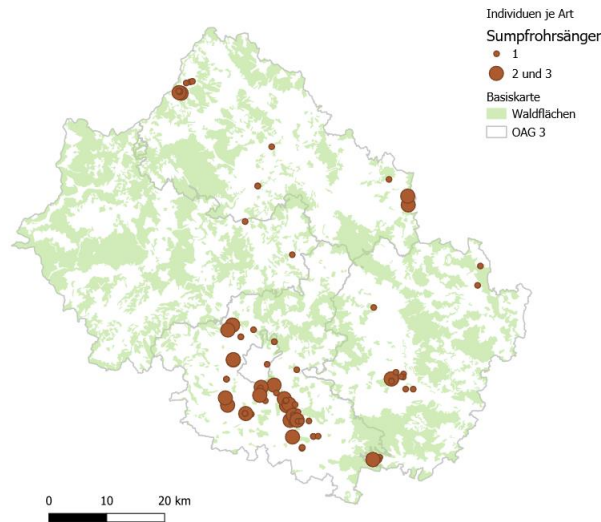 Individuen je Art
Sumpfrohrsänger
1
2 und 3
Basiskarte
Waldflächen
OAG 3
0 10 20 km